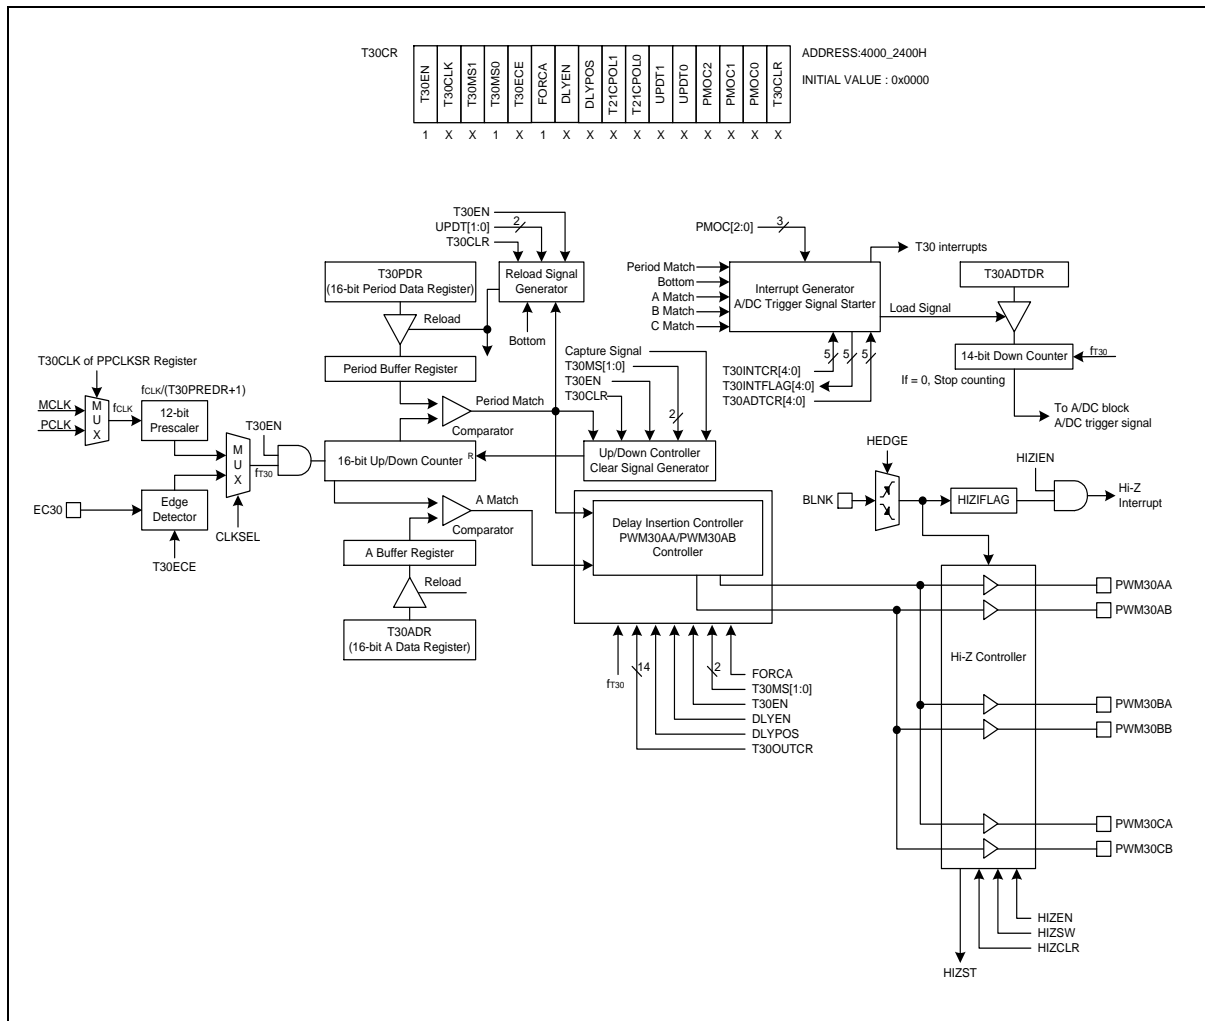 T30CR
T30EN
T30CLK
T30MS1
T30MS0
T30ECE
FORCA
DLYEN
DLYPOS
T21CPOL1
T21CPOL0
UPDT1
UPDT0
PMOC2
PMOC1
PMOC0
T30CLR
ADDRESS:4000_2400H
INITIAL VALUE : 0x0000
1 X X 1 X 1 X X X X X X X X X X
T30EN
UPDT[1:0]
2
T30CLR
T30PDR
(16-bit Period Data Register)
Reload Signal
Generator
Reload
Bottom
Period Buffer Register
PMOC[2:0]
3
T30 interrupts
Period Match
Bottom
A Match
B Match
C Match
Interrupt Generator
A/DC Trigger Signal Starter
Load Signal
T30ADTDR
14-bit Down Counter
fT30
If = 0, Stop counting
To A/DC block
A/DC trigger signal
5
5
5
T30INTCR[4:0]
T30INTFLAG[4:0]
T30ADTCR[4:0]
T30CLK of PPCLKSR Register
fCLK/(T30PREDR+1)
MCLK
PCLK
MUX
fCLK
12-bit
Prescaler
T30EN
MUX
fT30
EC30
Edge
Detector
CLKSEL
T30ECE
Capture Signal
T30MS[1:0]
T30EN
T30CLR
2
Period Match
Comparator
16-bit Up/Down Counter
R
Up/Down Controller
Clear Signal Generator
A Match
Comparator
A Buffer Register
Reload
T30ADR
(16-bit A Data Register)
Delay Insertion Controller
PWM30AA/PWM30AB
Controller
fT30
14
2
FORCA
T30MS[1:0]
T30EN
DLYEN
DLYPOS
T30OUTCR
HEDGE
BLNK
HIZIFLAG
HIZIEN
Hi-Z
Interrupt
Hi-Z Controller
PWM30AA
PWM30AB
PWM30BA
PWM30BB
PWM30CA
PWM30CB
HIZEN
HIZSW
HIZCLR
HIZST